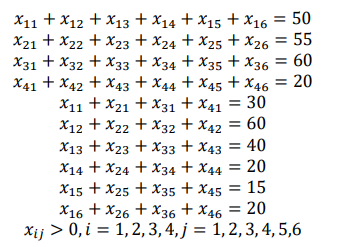 x₁₁ + x₁₂ + x₁₃ + x₁₄ + x₁₅ + x₁₆ = 50
x₂₁ + x₂₂ + x₂₃ + x₂₄ + x₂₅ + x₂₆ = 55
x₃₁ + x₃₂ + x₃₃ + x₃₄ + x₃₅ + x₃₆ = 60
x₄₁ + x₄₂ + x₄₃ + x₄₄ + x₄₅ + x₄₆ = 20
x₁₁ + x₂₁ + x₃₁ + x₄₁ = 30
x₁₂ + x₂₂ + x₃₂ + x₄₂ = 60
x₁₃ + x₂₃ + x₃₃ + x₄₃ = 40
x₁₄ + x₂₄ + x₃₄ + x₄₄ = 20
x₁₅ + x₂₅ + x₃₅ + x₄₅ = 15
x₁₆ + x₂₆ + x₃₆ + x₄₆ = 20
xᵢⱼ > 0, i = 1,2,3,4, j = 1,2,3,4,5,6